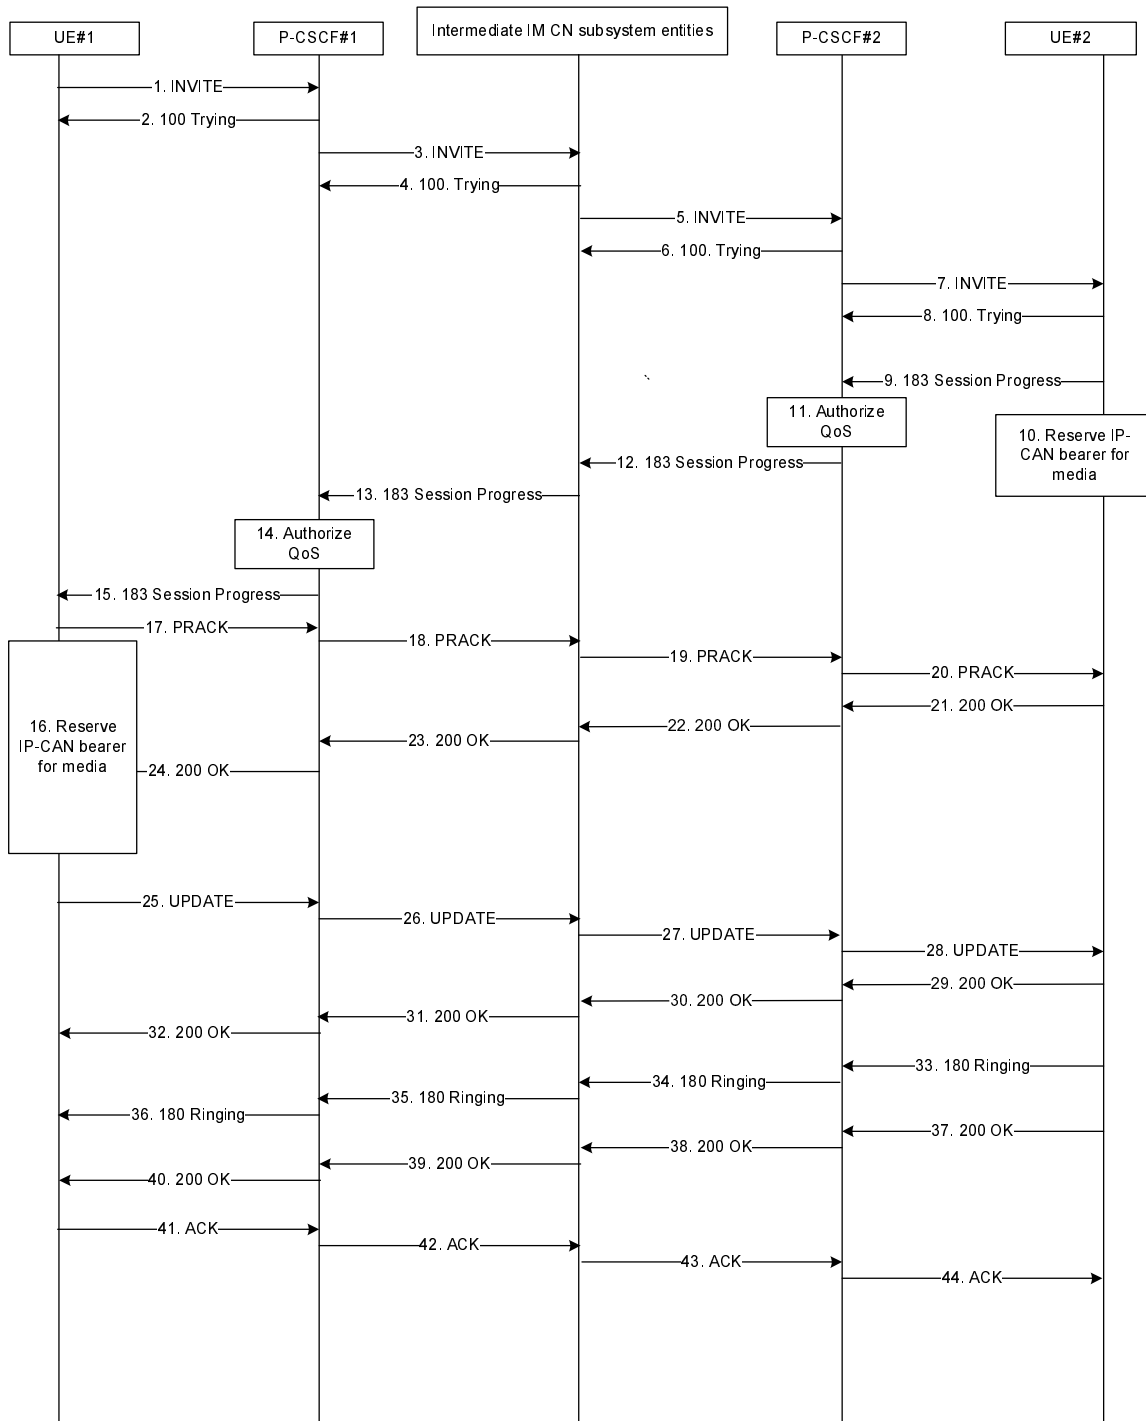 UE#1
P-CSCF#1
Intermediate IM CN subsystem entities
P-CSCF#2
UE#2
1. INVITE
2. 100 Trying
3. INVITE
4. 100. Trying
5. INVITE
6. 100. Trying
7. INVITE
8. 100. Trying
9. 183 Session Progress
11. Authorize
QoS
10. Reserve IP-
CAN bearer for
media
12. 183 Session Progress
13. 183 Session Progress
14. Authorize
QoS
15. 183 Session Progress
17. PRACK
18. PRACK
19. PRACK
20. PRACK
21. 200 OK
22. 200 OK
23. 200 OK
16. Reserve
IP-CAN bearer
for media
24. 200 OK
25. UPDATE
26. UPDATE
27. UPDATE
28. UPDATE
29. 200 OK
30. 200 OK
31. 200 OK
32. 200 OK
33. 180 Ringing
34. 180 Ringing
35. 180 Ringing
36. 180 Ringing
37. 200 OK
38. 200 OK
39. 200 OK
40. 200 OK
41. ACK
42. ACK
43. ACK
44. ACK